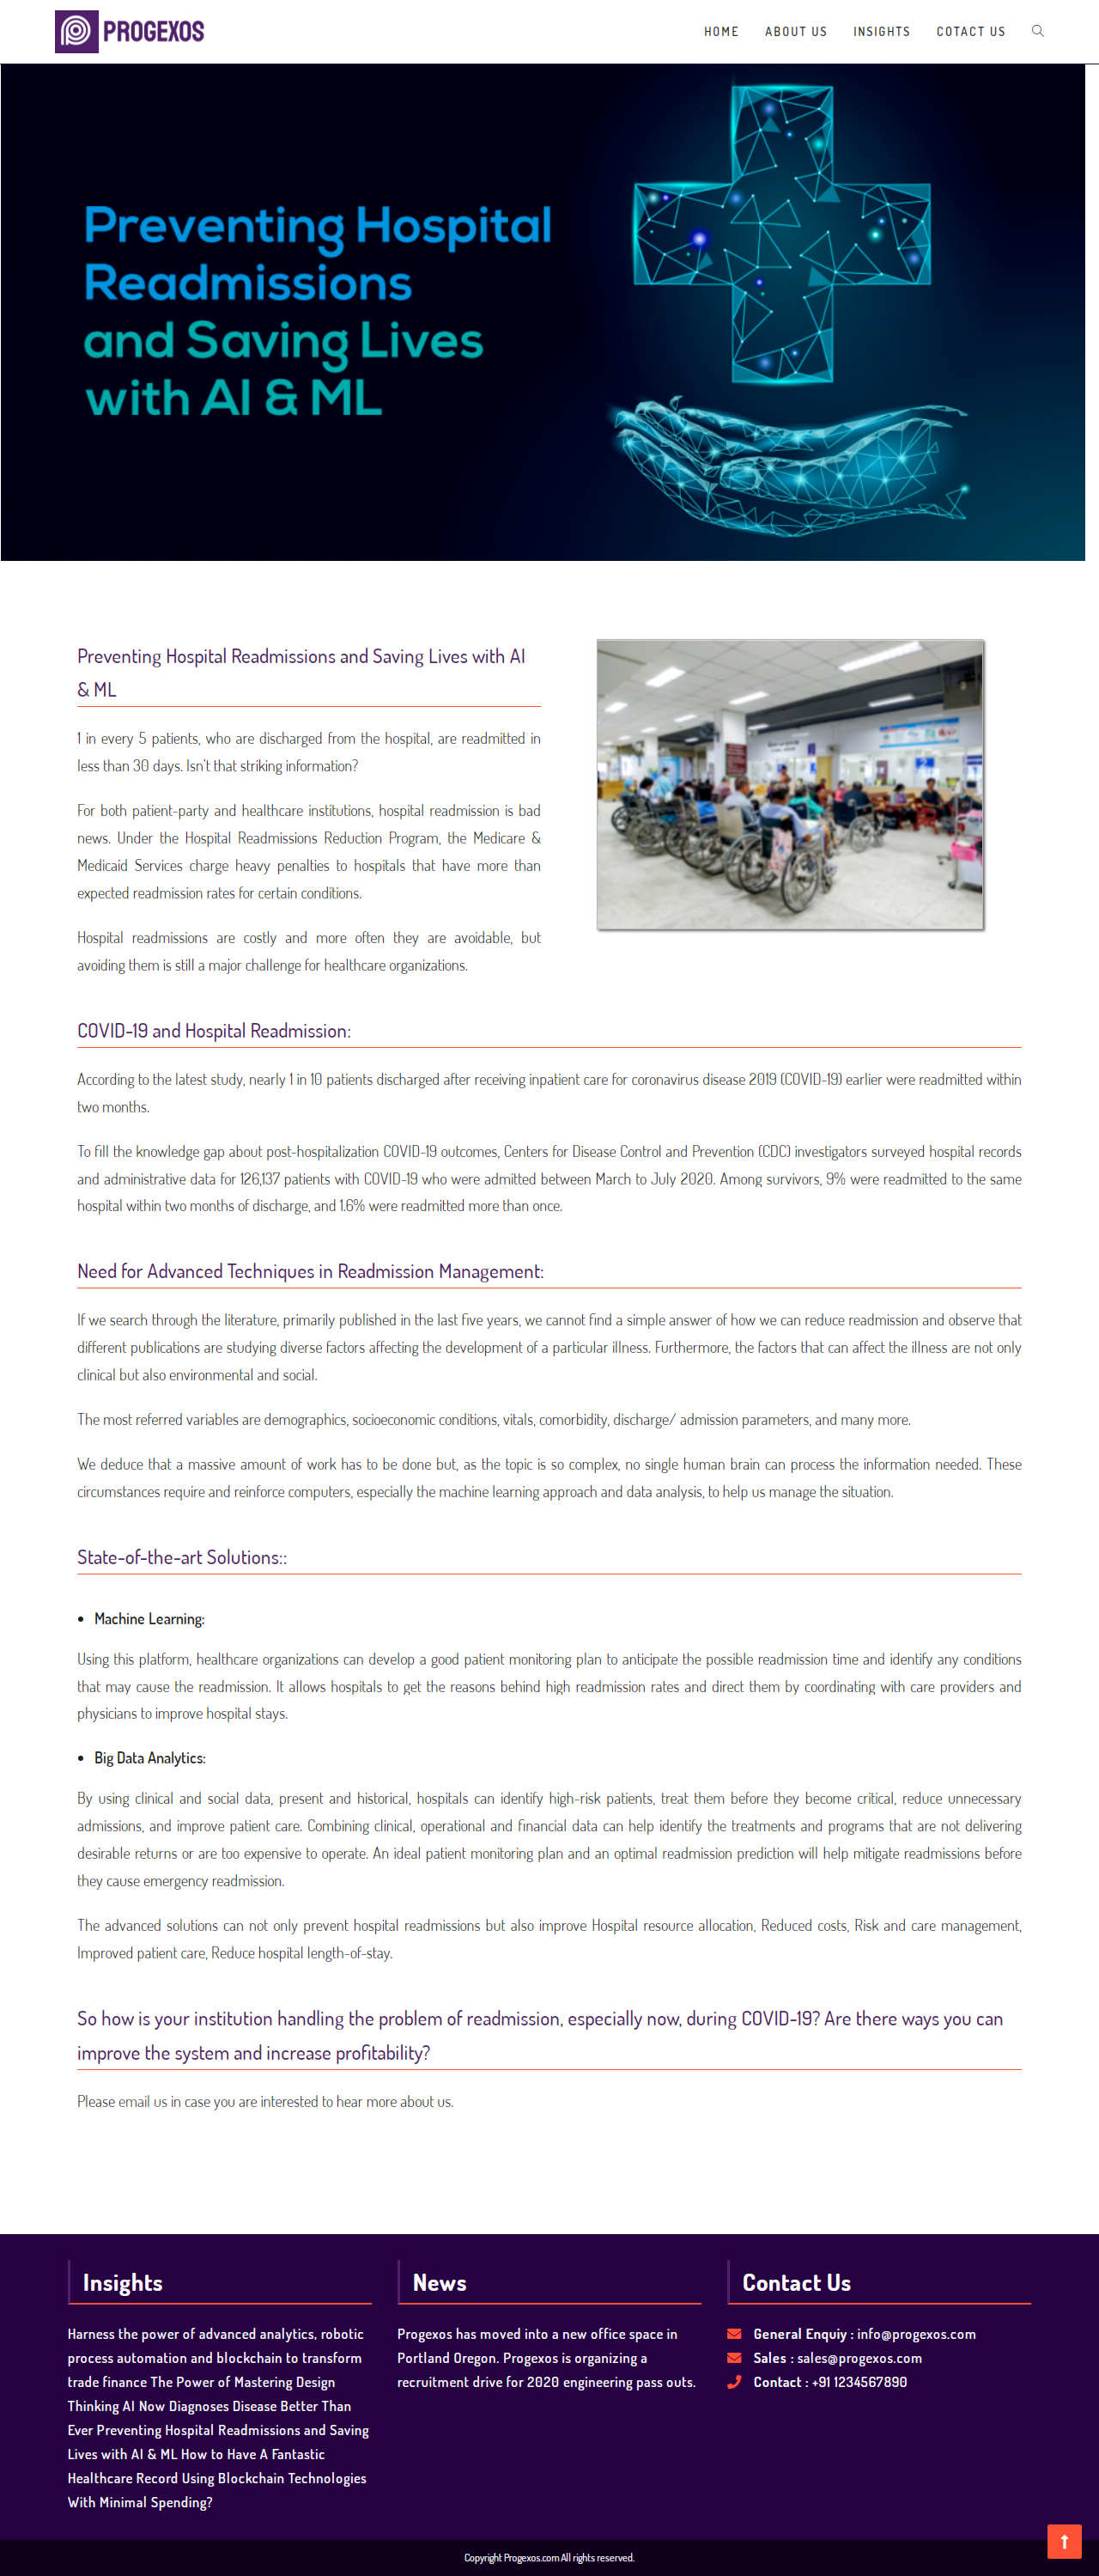 PROGEXOS
HOME ABOUT US INSIGHTS COTACT US
Preventing Hospital
Readmissions
and Saving Lives
with AI & ML
Preventing Hospital Readmissions and Saving Lives with AI
& ML
1 in every 5 patients, who are discharged from the hospital, are readmitted in
less than 30 days. Isn't that striking information?
For both patient-party and healthcare institutions, hospital readmission is bad
news. Under the Hospital Readmissions Reduction Program, the Medicare &
Medicaid Services charge heavy penalties to hospitals that have more than
expected readmission rates for certain conditions.
Hospital readmissions are costly and more often they are avoidable, but
avoiding them is still a major challenge for healthcare organizations.
COVID-19 and Hospital Readmission:
According to the latest study, nearly 1 in 10 patients discharged after receiving inpatient care for coronavirus disease 2019 (COVID-19) earlier were readmitted within
two months.
To fill the knowledge gap about post-hospitalization COVID-19 outcomes, Centers for Disease Control and Prevention (CDC) investigators surveyed hospital records
and administrative data for 126,137 patients with COVID-19 who were admitted between March to July 2020. Among survivors, 9% were readmitted to the same
hospital within two months of discharge, and 1.6% were readmitted more than once.
Need for Advanced Techniques in Readmission Management:
If we search through the literature, primarily published in the last five years, we cannot find a simple answer of how we can reduce readmission and observe that
different publications are studying diverse factors affecting the development of a particular illness. Furthermore, the factors that can affect the illness are not only
clinical but also environmental and social.
The most referred variables are demographics, socioeconomic conditions, vitals, comorbidity, discharge/ admission parameters, and many more.
We deduce that a massive amount of work has to be done but, as the topic is so complex, no single human brain can process the information needed. These
circumstances require and reinforce computers, especially the machine learning approach and data analysis, to help us manage the situation.
State-of-the-art Solutions::
• Machine Learning:
Using this platform, healthcare organizations can develop a good patient monitoring plan to anticipate the possible readmission time and identify any conditions
that may cause the readmission. It allows hospitals to get the reasons behind high readmission rates and direct them by coordinating with care providers and
physicians to improve hospital stays.
• Big Data Analytics:
By using clinical and social data, present and historical, hospitals can identify high-risk patients, treat them before they become critical, reduce unnecessary
admissions, and improve patient care. Combining clinical, operational and financial data can help identify the treatments and programs that are not delivering
desirable returns or are too expensive to operate. An ideal patient monitoring plan and an optimal readmission prediction will help mitigate readmissions before
they cause emergency readmission.
The advanced solutions can not only prevent hospital readmissions but also improve Hospital resource allocation, Reduced costs, Risk and care management,
Improved patient care, Reduce hospital length-of-stay.
So how is your institution handling the problem of readmission, especially now, during COVID-19? Are there ways you can
improve the system and increase profitability?
Please email us in case you are interested to hear more about us.
Insights
Harness the power of advanced analytics, robotic
process automation and blockchain to transform
trade finance The Power of Mastering Design
Thinking AI Now Diagnoses Disease Better Than
Ever Preventing Hospital Readmissions and Saving
Lives with AI & ML How to Have A Fantastic
Healthcare Record Using Blockchain Technologies
With Minimal Spending?
News
Progexos has moved into a new office space in
Portland Oregon. Progexos is organizing a
recruitment drive for 2020 engineering pass outs.
Contact Us
General Enquiy : info@progexos.com
Sales : sales@progexos.com
Contact : +91 1234567890
Copyright Progexos.com All rights reserved.